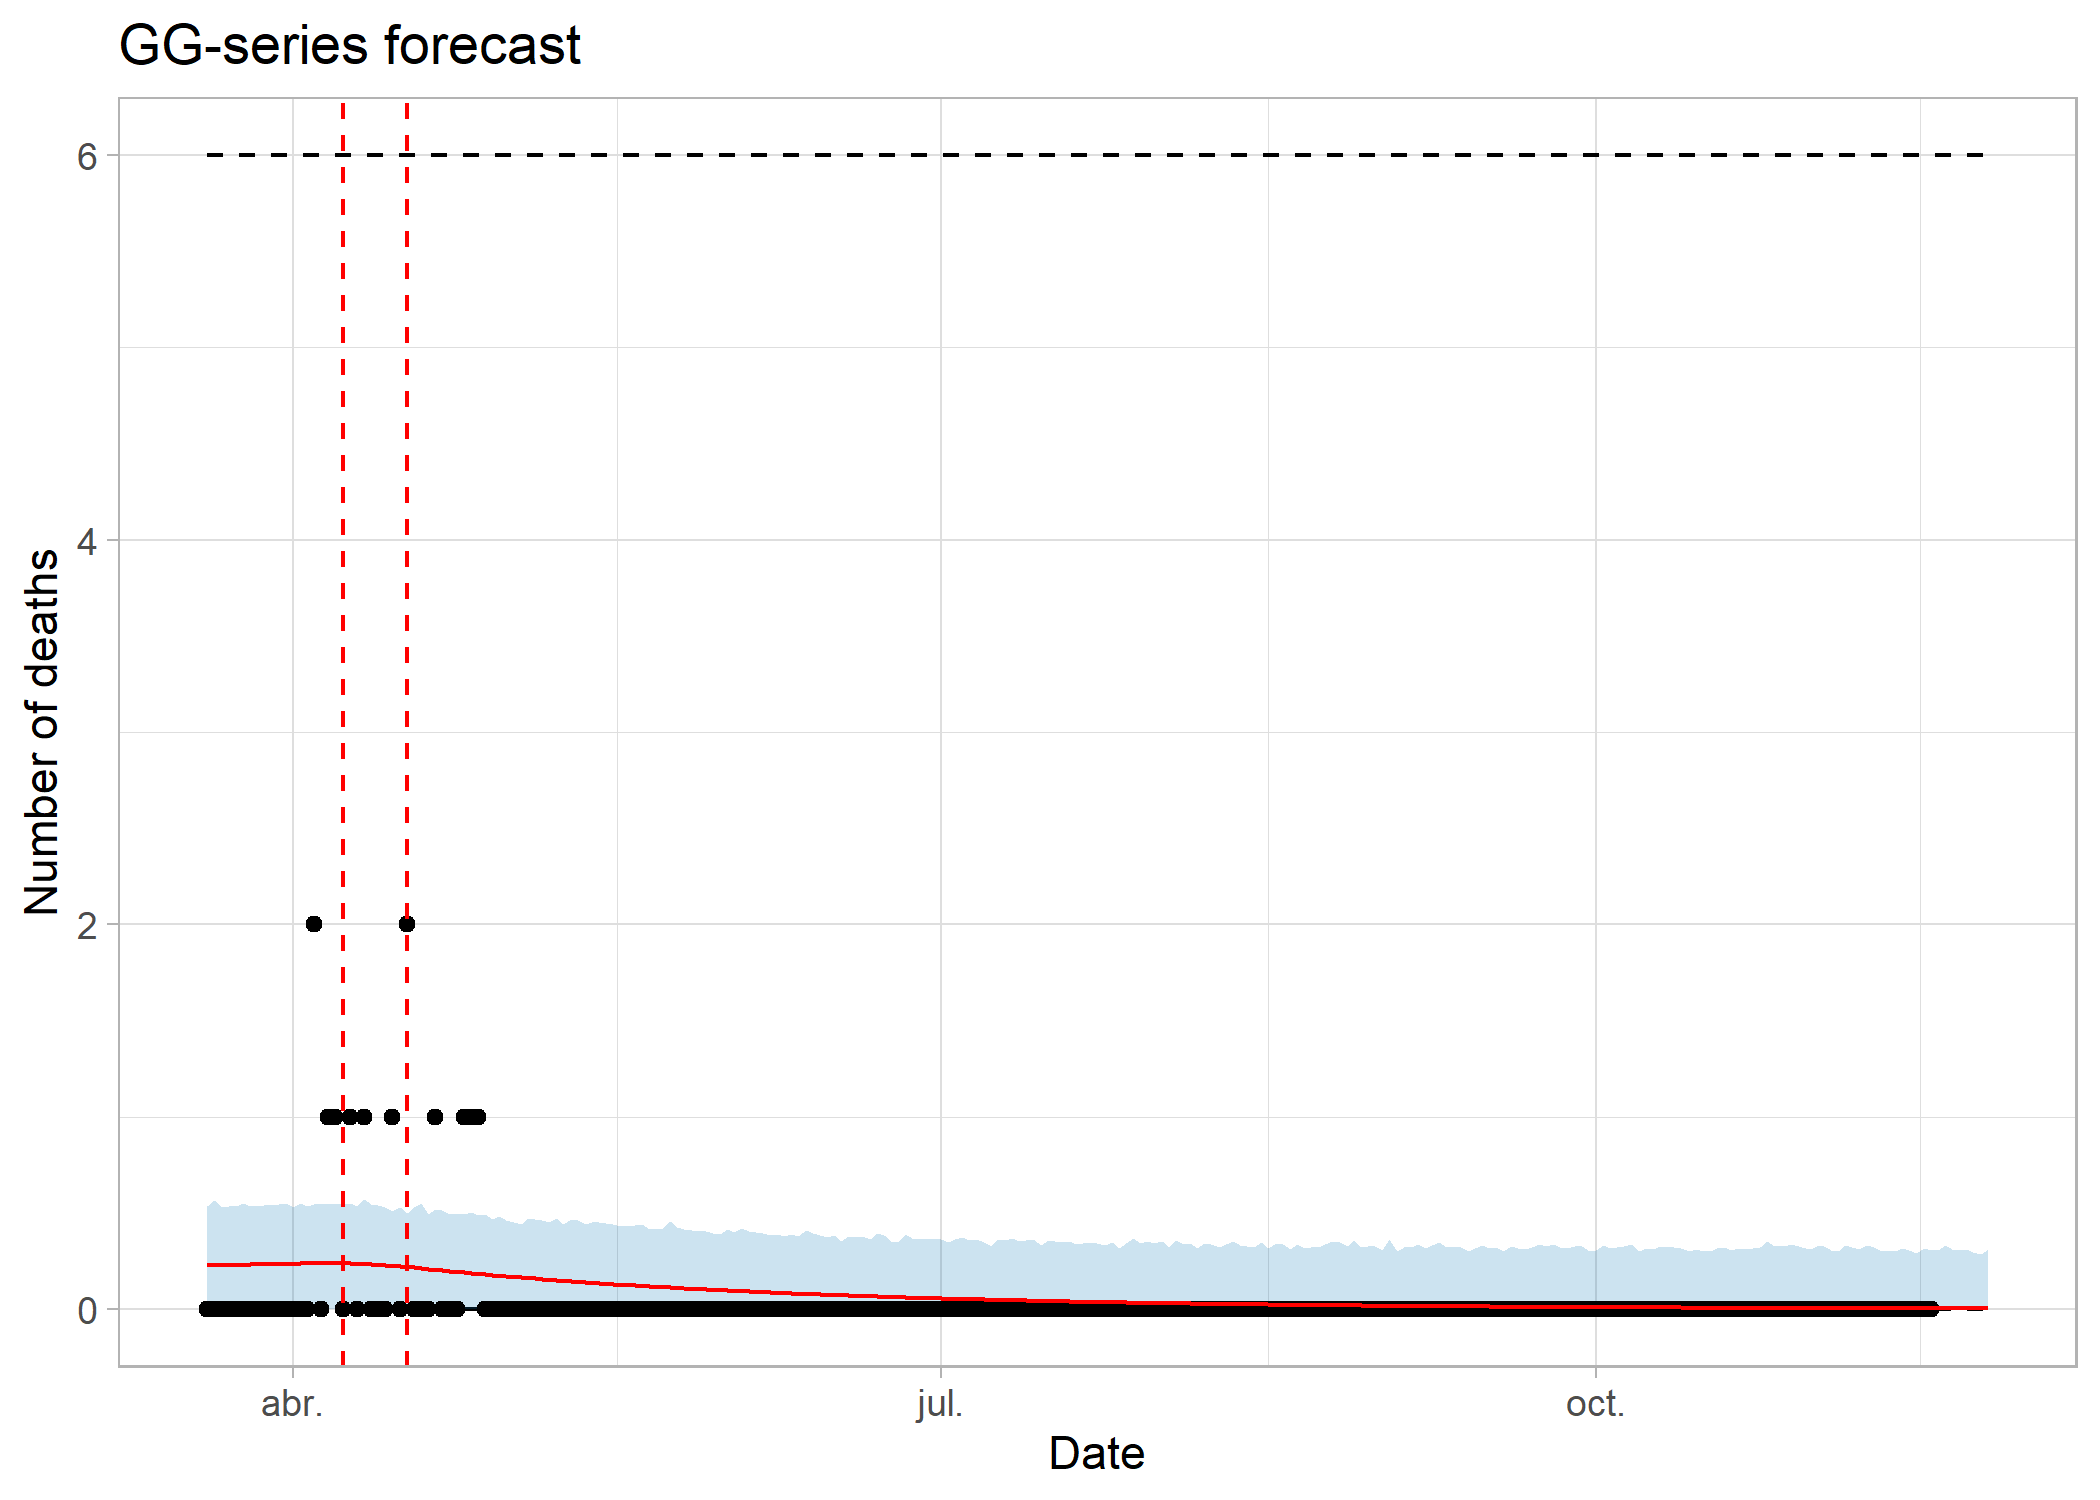 GG-series forecast
Number of deaths
6
4
2
0
abr.
jul.
oct.
Date